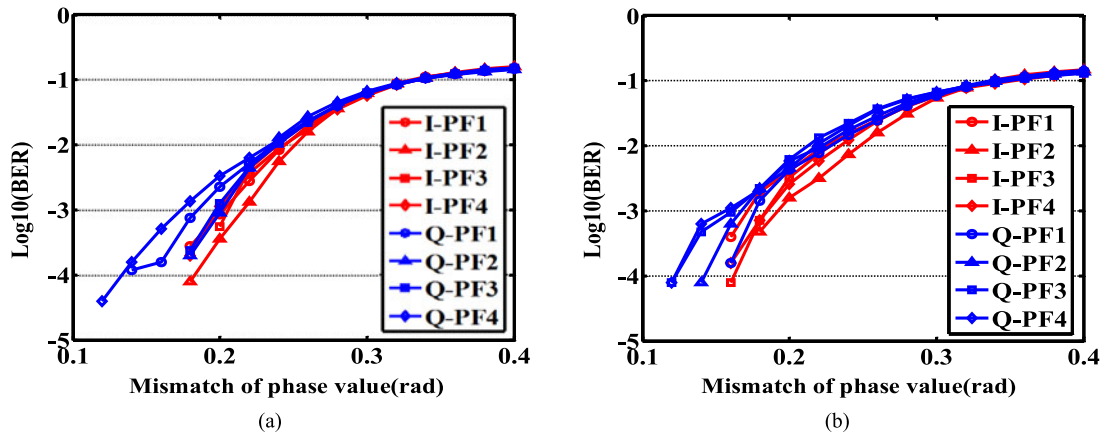 0
-1
-2
-3
-4
-5
0.1
0.2
0.3
0.4
Log10(BER)
Mismatch of phase value(rad)
I-PF1
I-PF2
I-PF3
I-PF4
Q-PF1
Q-PF2
Q-PF3
Q-PF4
(a)
0
-1
-2
-3
-4
-5
0.1
0.2
0.3
0.4
Log10(BER)
Mismatch of phase value(rad)
I-PF1
I-PF2
I-PF3
I-PF4
Q-PF1
Q-PF2
Q-PF3
Q-PF4
(b)